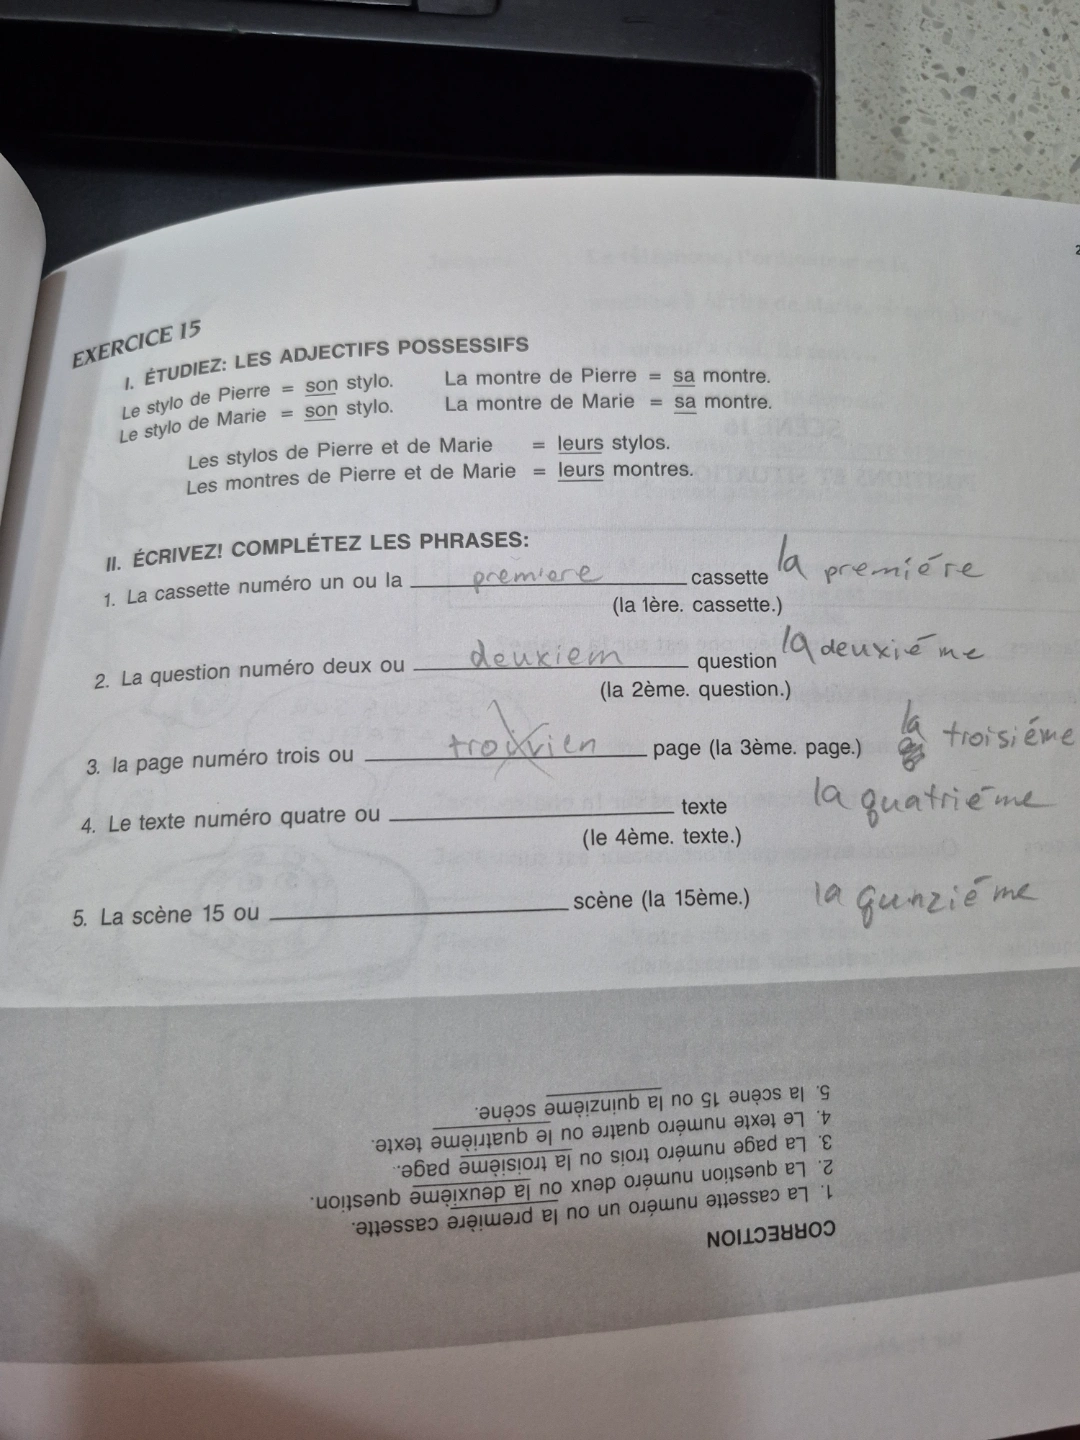 EXERCICE 15
I. ÉTUDIEZ: LES ADJECTIFS POSSESSIFS
Le stylo de Pierre = son stylo. La montre de Pierre = sa montre.
Le stylo de Marie = son stylo. La montre de Marie = sa montre.
Les stylos de Pierre et de Marie = leurs stylos.
Les montres de Pierre et de Marie = leurs montres.
II. ÉCRIVEZ! COMPLÉTEZ LES PHRASES:
1. La cassette numéro un ou la premiere cassette la premiére
(la 1ère. cassette.)
2. La question numéro deux ou deuxiem question la deuxiéme
(la 2ème. question.)
3. la page numéro trois ou page (la 3ème. page.) la troisiéme
4. Le texte numéro quatre ou texte la quatriéme
(le 4ème. texte.)
5. La scène 15 ou scène (la 15ème.) la qunziéme
CORRECTION
1. La cassette numéro un ou la première cassette.
2. La question numéro deux ou la deuxième question.
3. La page numéro trois ou la troisième page..
4. Le texte numéro quatre ou le quatrième texte.
5. la scène 15 ou la quinzième scène.